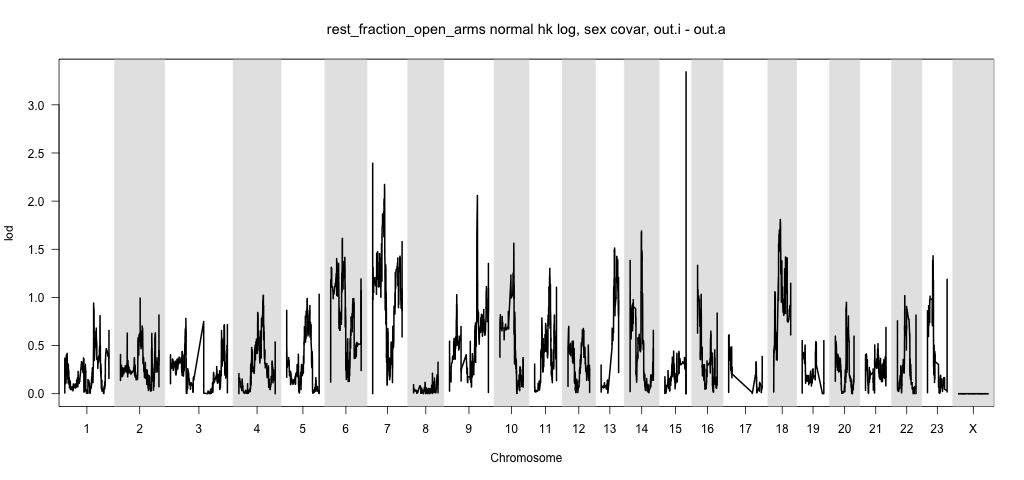 rest_fraction_open_arms normal hk log, sex covar, out.i - out.a
3.0
2.5
2.0
1.5
1.0
0.5
0.0
lod
1 2 3 4 5 6 7 8 9 10 11 12 13 14 15 16 17 18 19 20 21 22 23 X
Chromosome